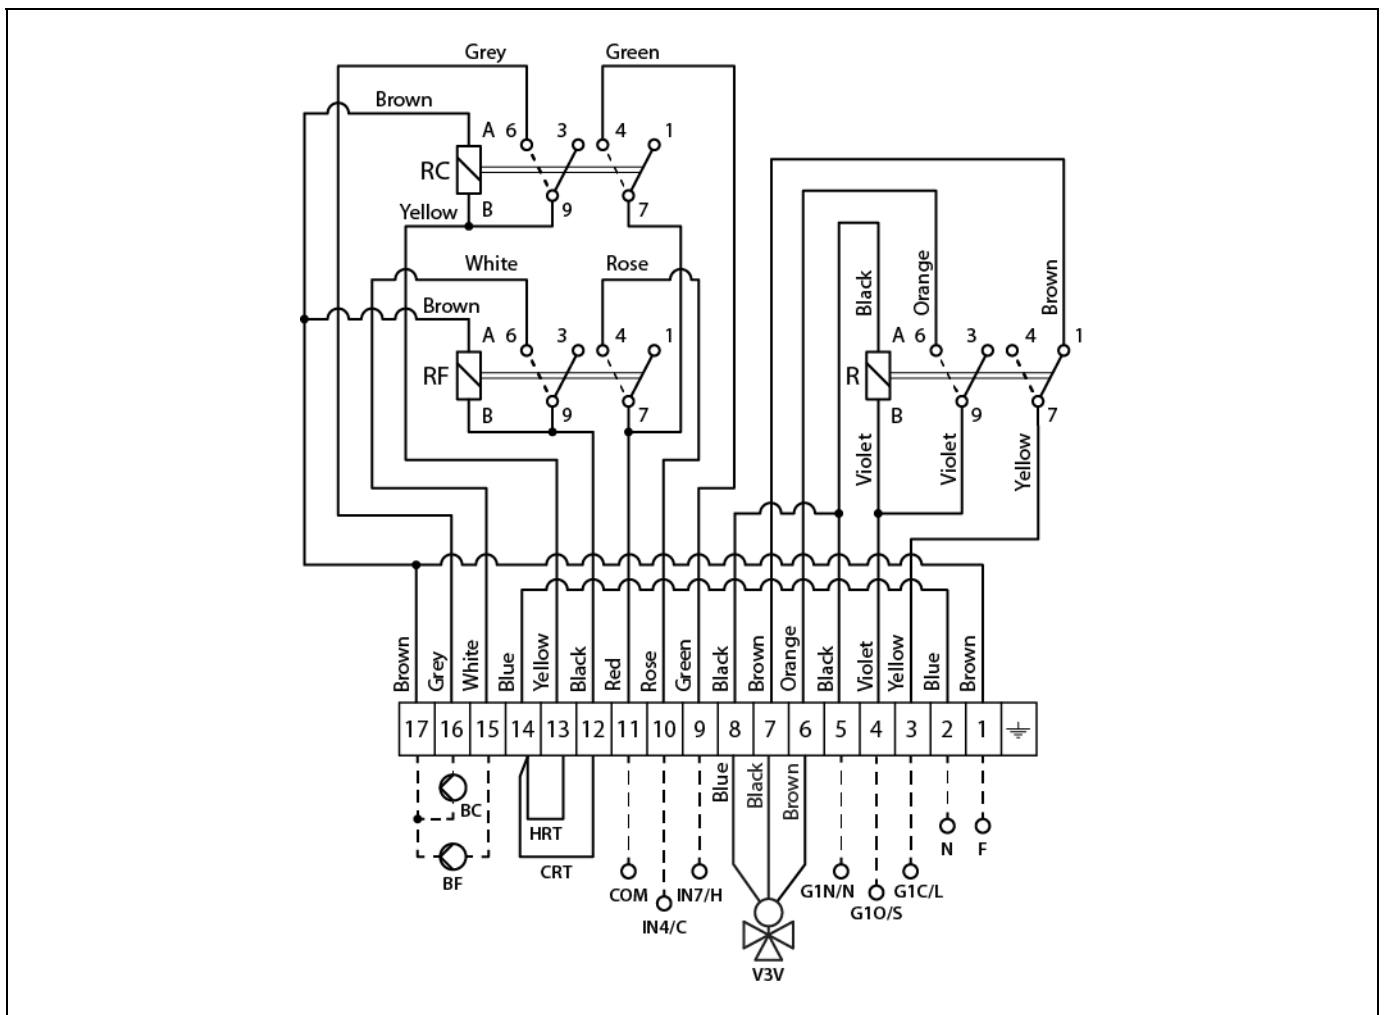 Grey Green
Brown
A 6 3 4 1
RC
Yellow B 9 7
White Rose
Brown
A 6 3 4 1
RF
B 9 7
Black Orange Brown
A 6 3 4 1
R
B 9 7
Violet Violet Yellow
Brown Grey White Blue Yellow Black Red Rose Green Black Brown Orange Black Violet Yellow Blue Brown
17 16 15 14 13 12 11 10 9 8 7 6 5 4 3 2 1
Blue Black Brown
BC
HRT
BF
CRT
COM
IN4/C
IN7/H
V3V
G1N/N
G1O/S
G1C/L
N F